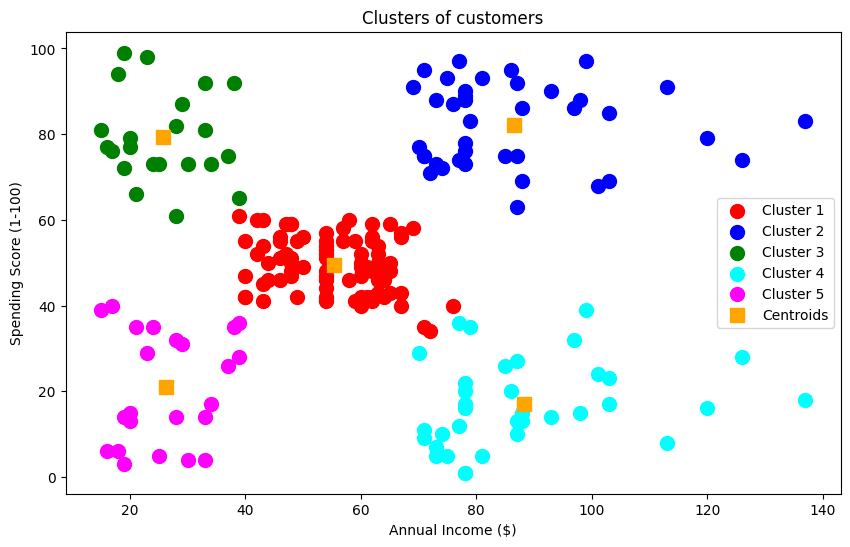 Clusters of customers
100
80
60
40
20
0
Spending Score (1-100)
Cluster 1
Cluster 2
Cluster 3
Cluster 4
Cluster 5
Centroids
20 40 60 80 100 120 140
Annual Income ($)